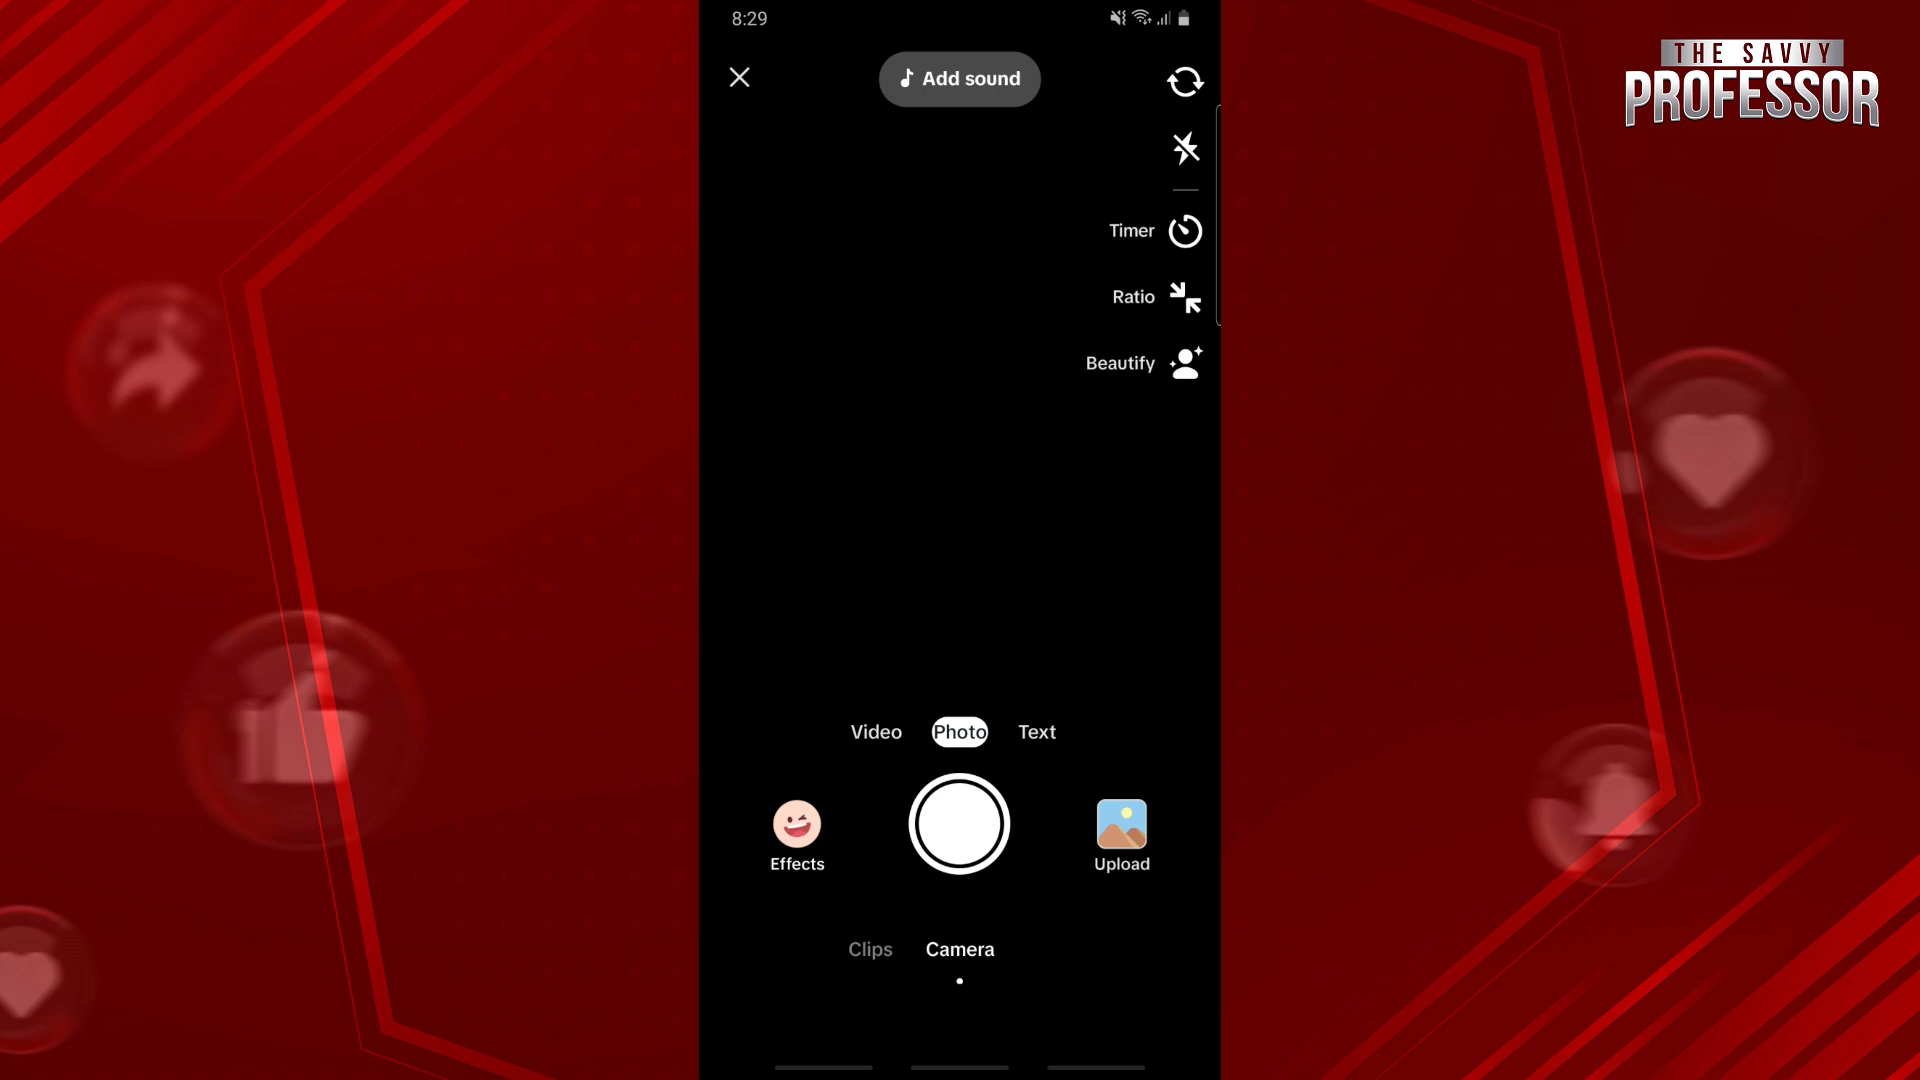 8:29
THE SAVVY
PROFESSOR
Add sound
Timer
Ratio
Beautify
Video Photo Text
Effects
Upload
Clips Camera